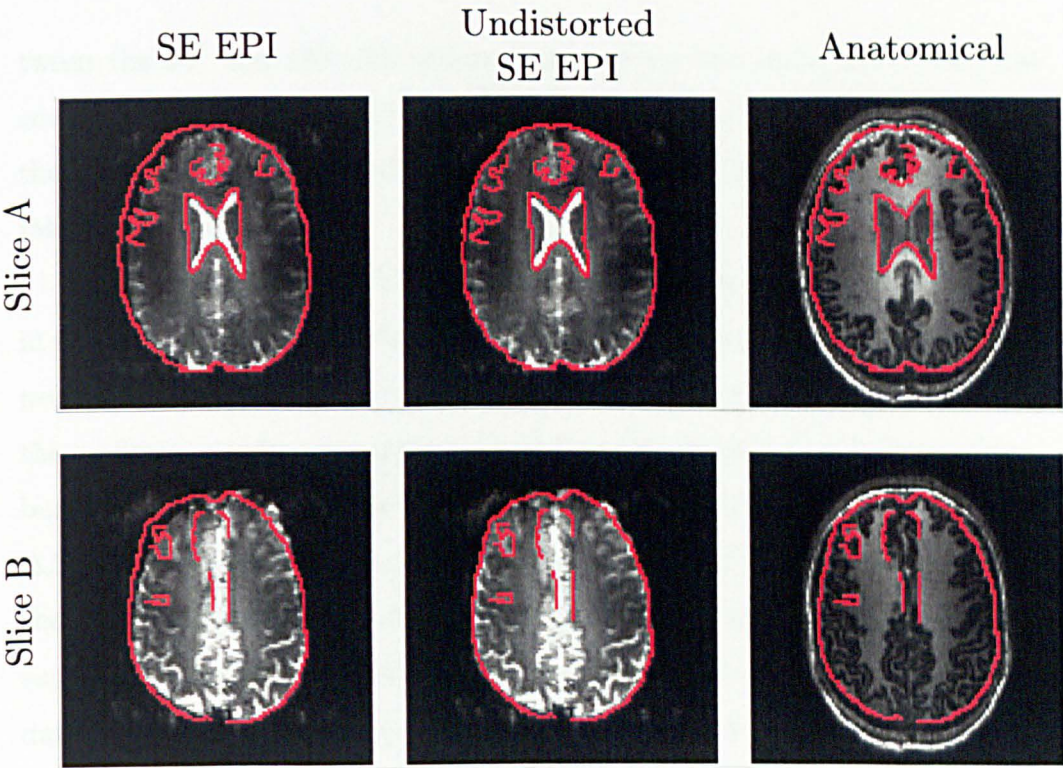 SE EPI
Undistorted
SE EPI
Anatomical
Slice A
Slice B